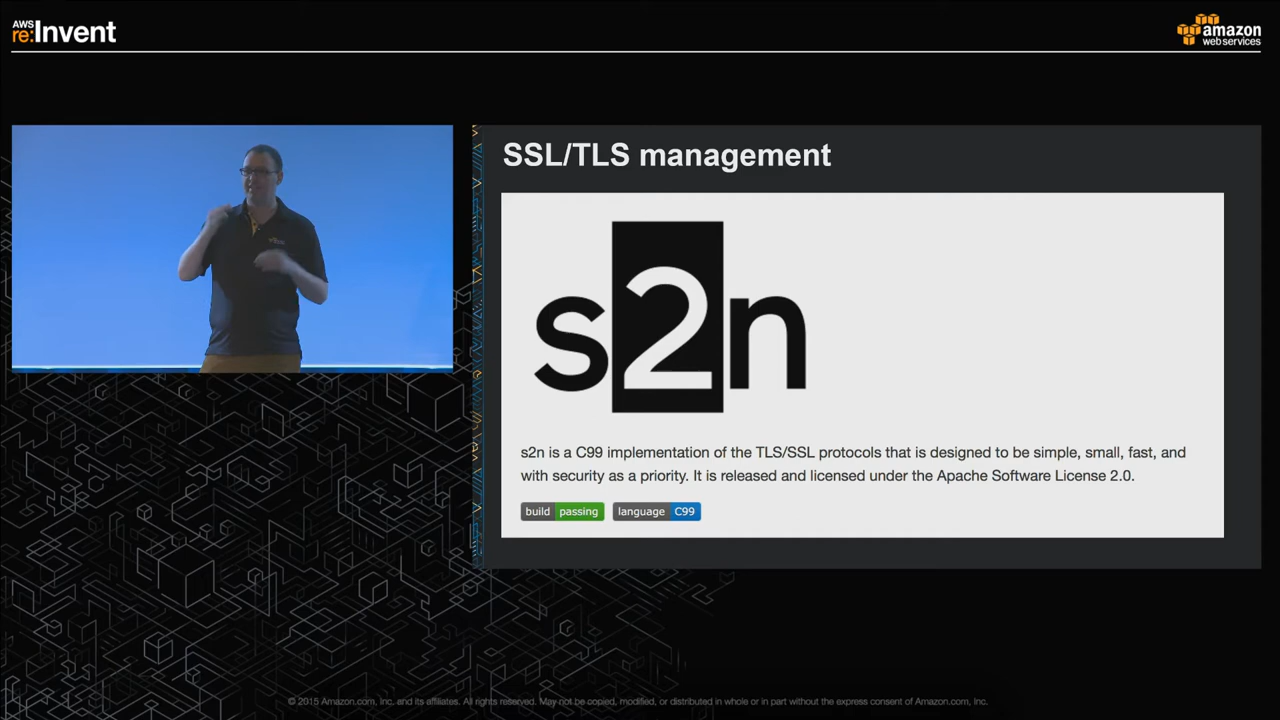 AWS
re:Invent
amazon
web services
SSL/TLS management
s2n
s2n is a C99 implementation of the TLS/SSL protocols that is designed to be simple, small, fast, and
with security as a priority. It is released and licensed under the Apache Software License 2.0.
build passing language C99
© 2015 Amazon.com, Inc. and its affiliates. All rights reserved. May not be copied, modified, or distributed in whole or in part without the express consent of Amazon.com, Inc.